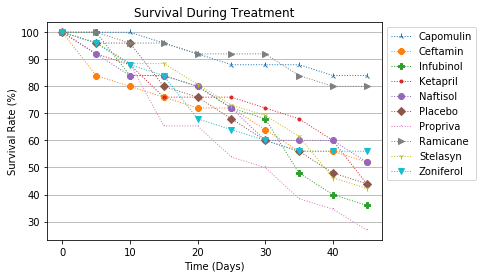 Survival During Treatment
100
90
80
70
60
50
40
30
Survival Rate (%)
0
10
20
30
40
Time (Days)
Capomulin
Ceftamin
Infubinol
Ketapril
Naftisol
Placebo
Propriva
Ramicane
Stelasyn
Zoniferol